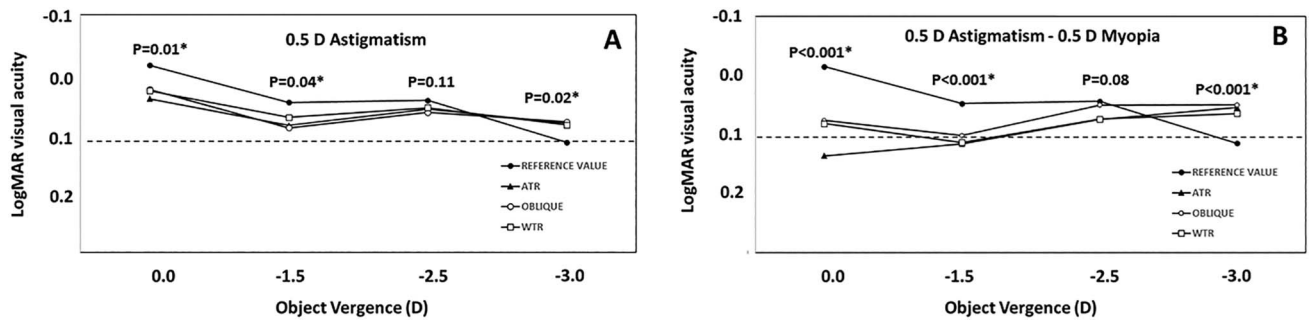 0.5 D Astigmatism
A
LogMAR visual acuity
-0.1
0.0
0.1
0.2
P=0.01*
P=0.04*
P=0.11
P=0.02*
REFERENCE VALUE
ATR
OBLIQUE
WTR
0.0 -1.5 -2.5 -3.0
Object Vergence (D)
0.5 D Astigmatism - 0.5 D Myopia
B
LogMAR visual acuity
-0.1
0.0
0.1
0.2
P<0.001*
P<0.001*
P=0.08
P<0.001*
REFERENCE VALUE
ATR
OBLIQUE
WTR
0.0 -1.5 -2.5 -3.0
Object Vergence (D)